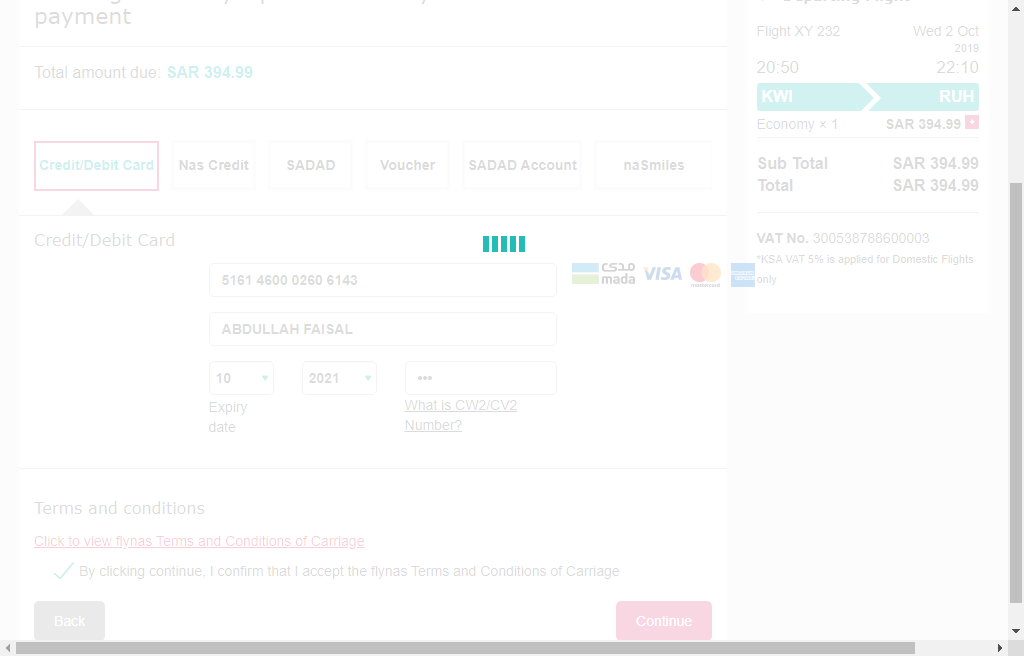 payment
Total amount due: SAR 394.99
Credit/Debit Card
Nas Credit
SADAD
Voucher
SADAD Account
naSmiles
Credit/Debit Card
5161 4600 0260 6143
مدى
mada
VISA
mastercard
ABDULLAH FAISAL
10
2021
•••
Expiry
date
What is CW2/CV2
Number?
Terms and conditions
Click to view flynas Terms and Conditions of Carriage
By clicking continue, I confirm that I accept the flynas Terms and Conditions of Carriage
Back
Continue
Flight XY 232
Wed 2 Oct
2019
20:50
22:10
KWI
RUH
Economy × 1
SAR 394.99 +
Sub Total
SAR 394.99
Total
SAR 394.99
VAT No. 300538788600003
*KSA VAT 5% is applied for Domestic Flights
only